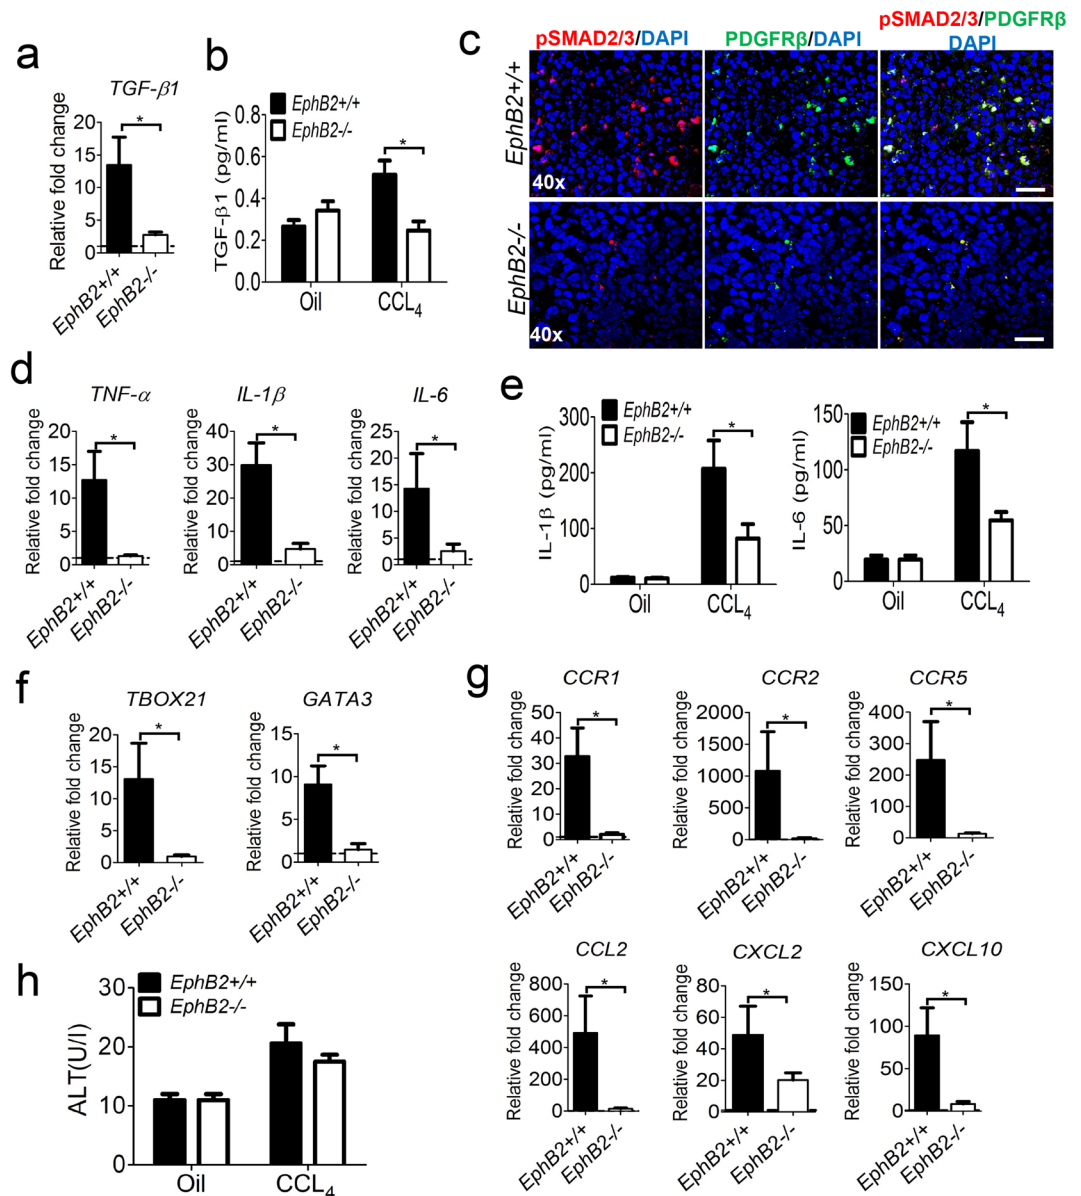 a
TGF-β1
Relative fold change
20
15
10
5
0
*
EphB2+/+
EphB2-/-
b
EphB2+/+
EphB2-/-
TGF-β1 (pg/ml)
0.8
0.6
0.4
0.2
0.0
*
Oil
CCL4
c
pSMAD2/3/DAPI
PDGFRβ/DAPI
pSMAD2/3/PDGFRβ
DAPI
EphB2+/+
40x
EphB2-/-
40x
d
TNF-α
Relative fold change
20
15
10
5
0
*
EphB2+/+
EphB2-/-
IL-1β
Relative fold change
40
30
20
10
0
*
EphB2+/+
EphB2-/-
IL-6
Relative fold change
25
20
15
10
5
0
*
EphB2+/+
EphB2-/-
e
EphB2+/+
EphB2-/-
IL-1β (pg/ml)
300
200
100
0
*
Oil
CCL4
EphB2+/+
EphB2-/-
IL-6 (pg/ml)
150
100
50
0
*
Oil
CCL4
f
TBOX21
Relative fold change
20
15
10
5
0
*
EphB2+/+
EphB2-/-
GATA3
Relative fold change
15
10
5
0
*
EphB2+/+
EphB2-/-
g
CCR1
Relative fold change
50
40
30
20
10
0
*
EphB2+/+
EphB2-/-
CCR2
Relative fold change
2000
1500
1000
500
0
*
EphB2+/+
EphB2-/-
CCR5
Relative fold change
500
400
300
200
100
0
*
EphB2+/+
EphB2-/-
CCL2
Relative fold change
800
600
400
200
0
*
EphB2+/+
EphB2-/-
CXCL2
Relative fold change
80
60
40
20
0
*
EphB2+/+
EphB2-/-
CXCL10
Relative fold change
150
100
50
0
*
EphB2+/+
EphB2-/-
h
EphB2+/+
EphB2-/-
ALT(U/l)
30
20
10
0
Oil
CCL4